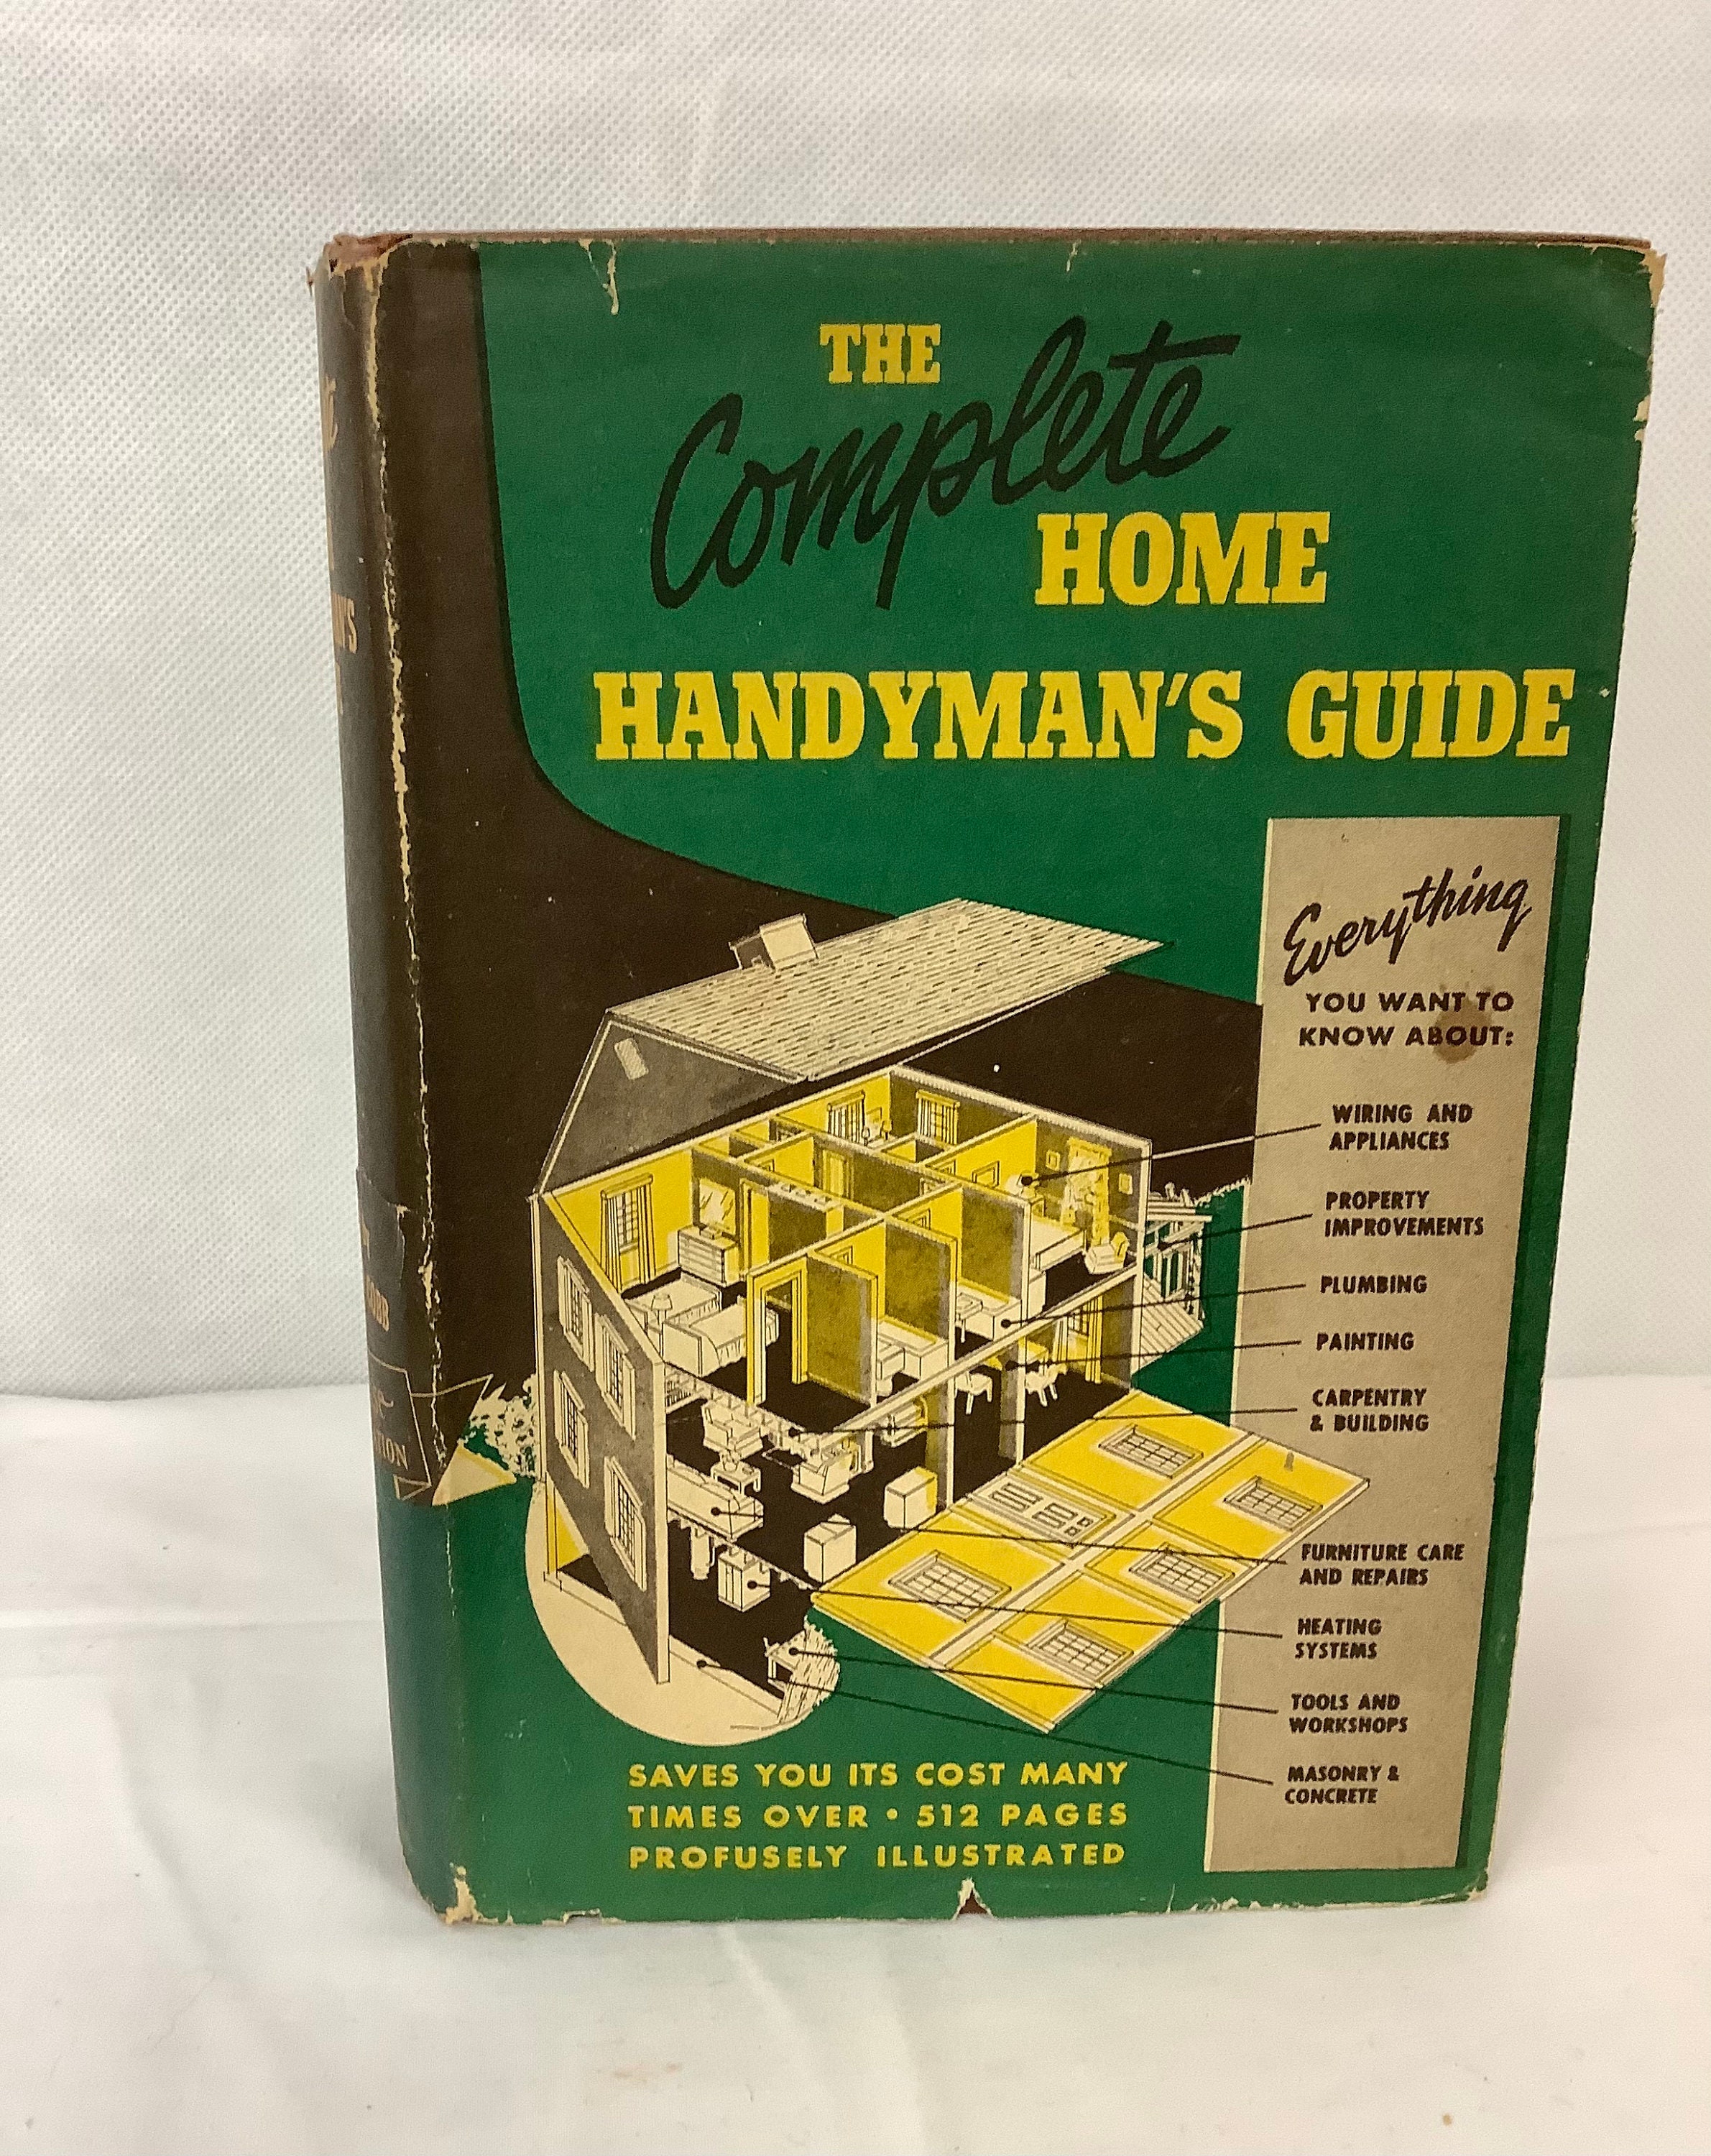 THE
Complete
HOME
HANDYMAN'S GUIDE
Everything
YOU WANT TO
KNOW ABOUT:
WIRING AND
APPLIANCES
PROPERTY
IMPROVEMENTS
PLUMBING
PAINTING
CARPENTRY
& BUILDING
FURNITURE CARE
AND REPAIRS
HEATING
SYSTEMS
TOOLS AND
WORKSHOPS
MASONRY &
CONCRETE
SAVES YOU ITS COST MANY
TIMES OVER • 512 PAGES
PROFUSELY ILLUSTRATED